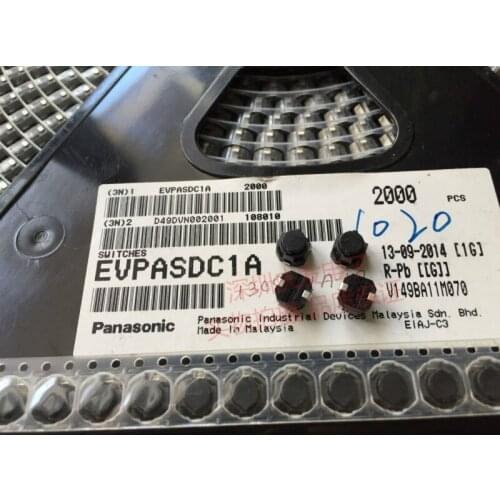 (3N)1 EVPASDC1A 2000
(3N)2 D49DVN002001 108010
2000 PCS
1020
SWITCHES
EVPASDC1A
13-09-2014 [1G]
R-Pb [[G]]
V149BA11M070
Panasonic
Panasonic Industrial Devices Malaysia Sdn. Bhd.
Made In Malaysia
EIAJ-C3